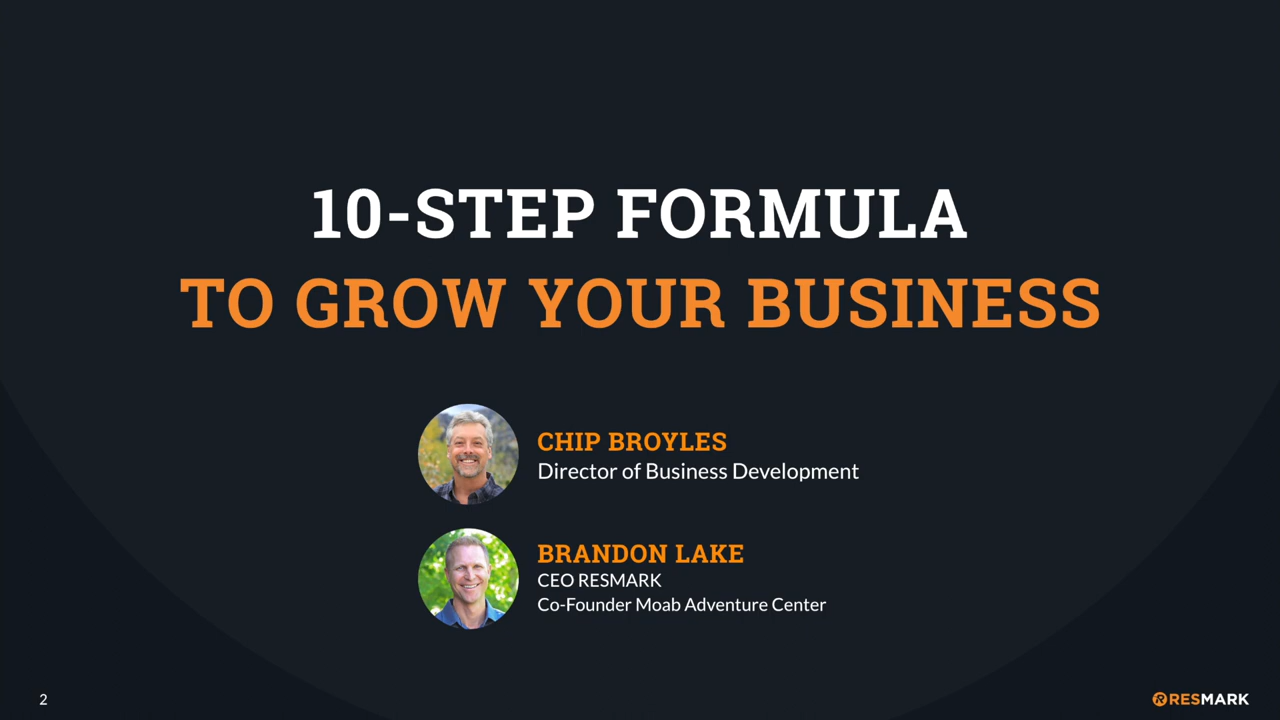 10-STEP FORMULA
TO GROW YOUR BUSINESS
CHIP BROYLES
Director of Business Development
BRANDON LAKE
CEO RESMARK
Co-Founder Moab Adventure Center
2
RESMARK